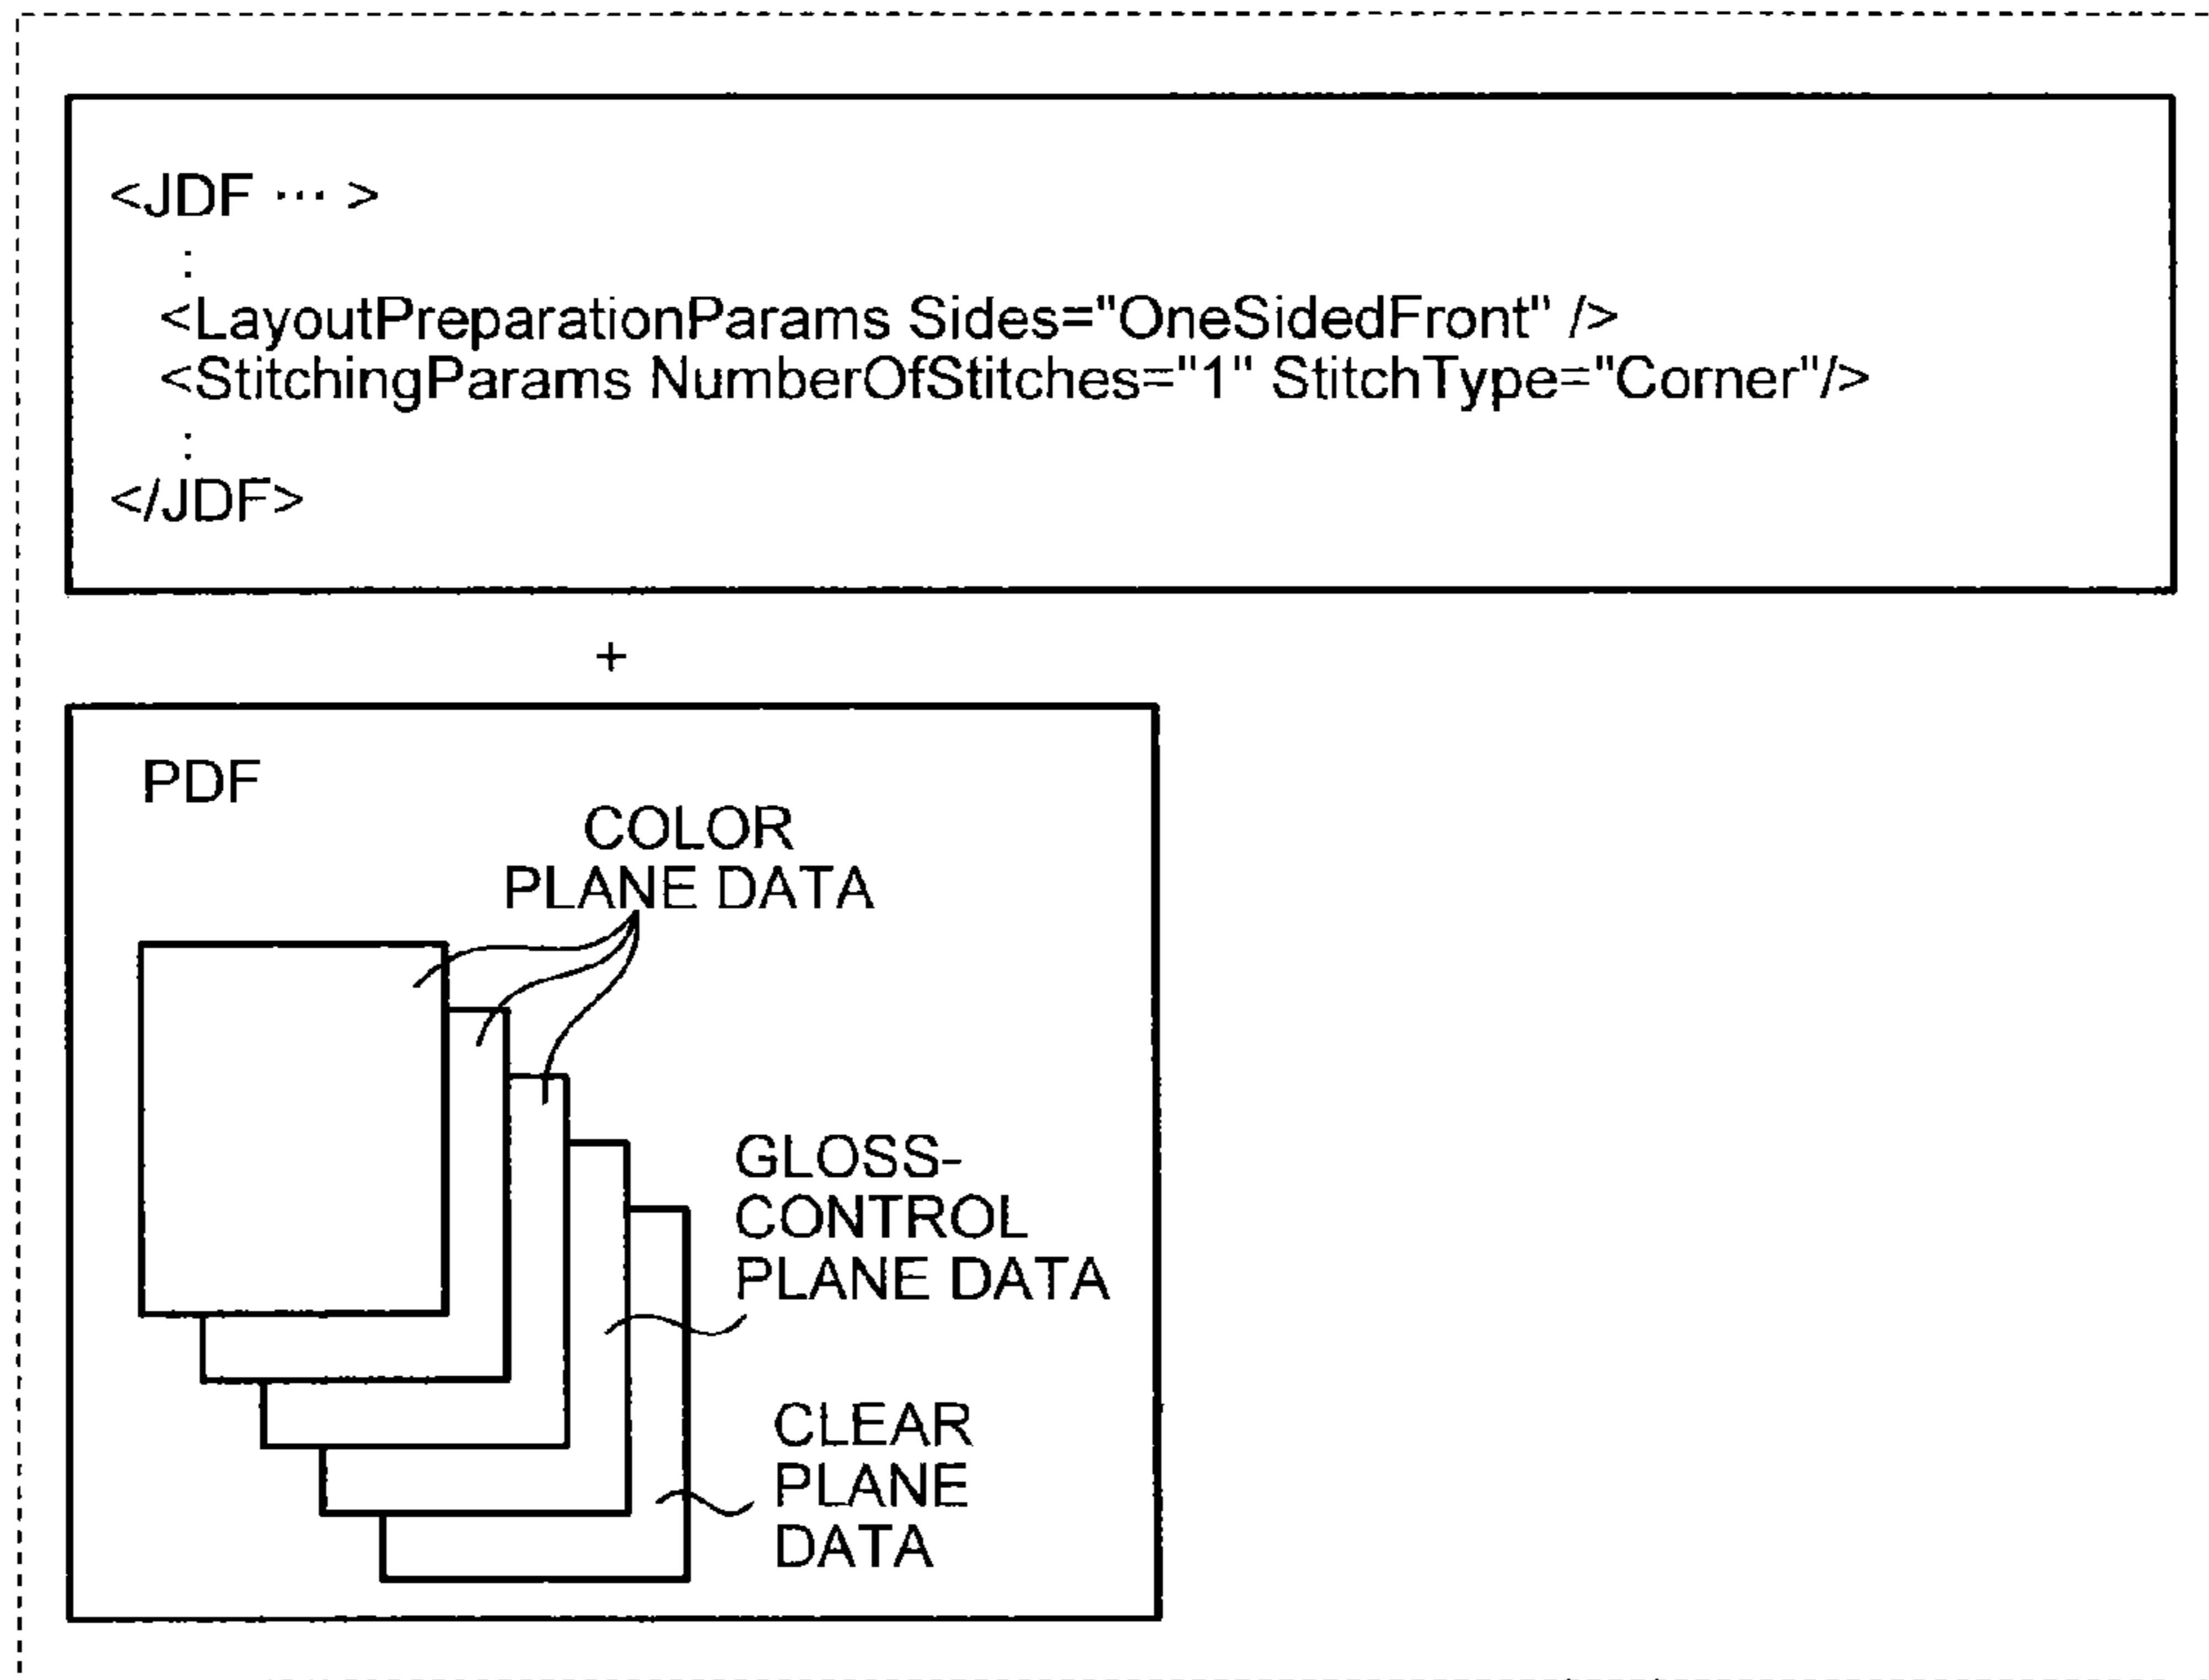 <JDF ··· >
:
<LayoutPreparationParams Sides="OneSidedFront" />
<StitchingParams NumberOfStitches="1" StitchType="Corner"/>
:
</JDF>
+
PDF
COLOR
PLANE DATA
GLOSS-
CONTROL
PLANE DATA
CLEAR
PLANE
DATA